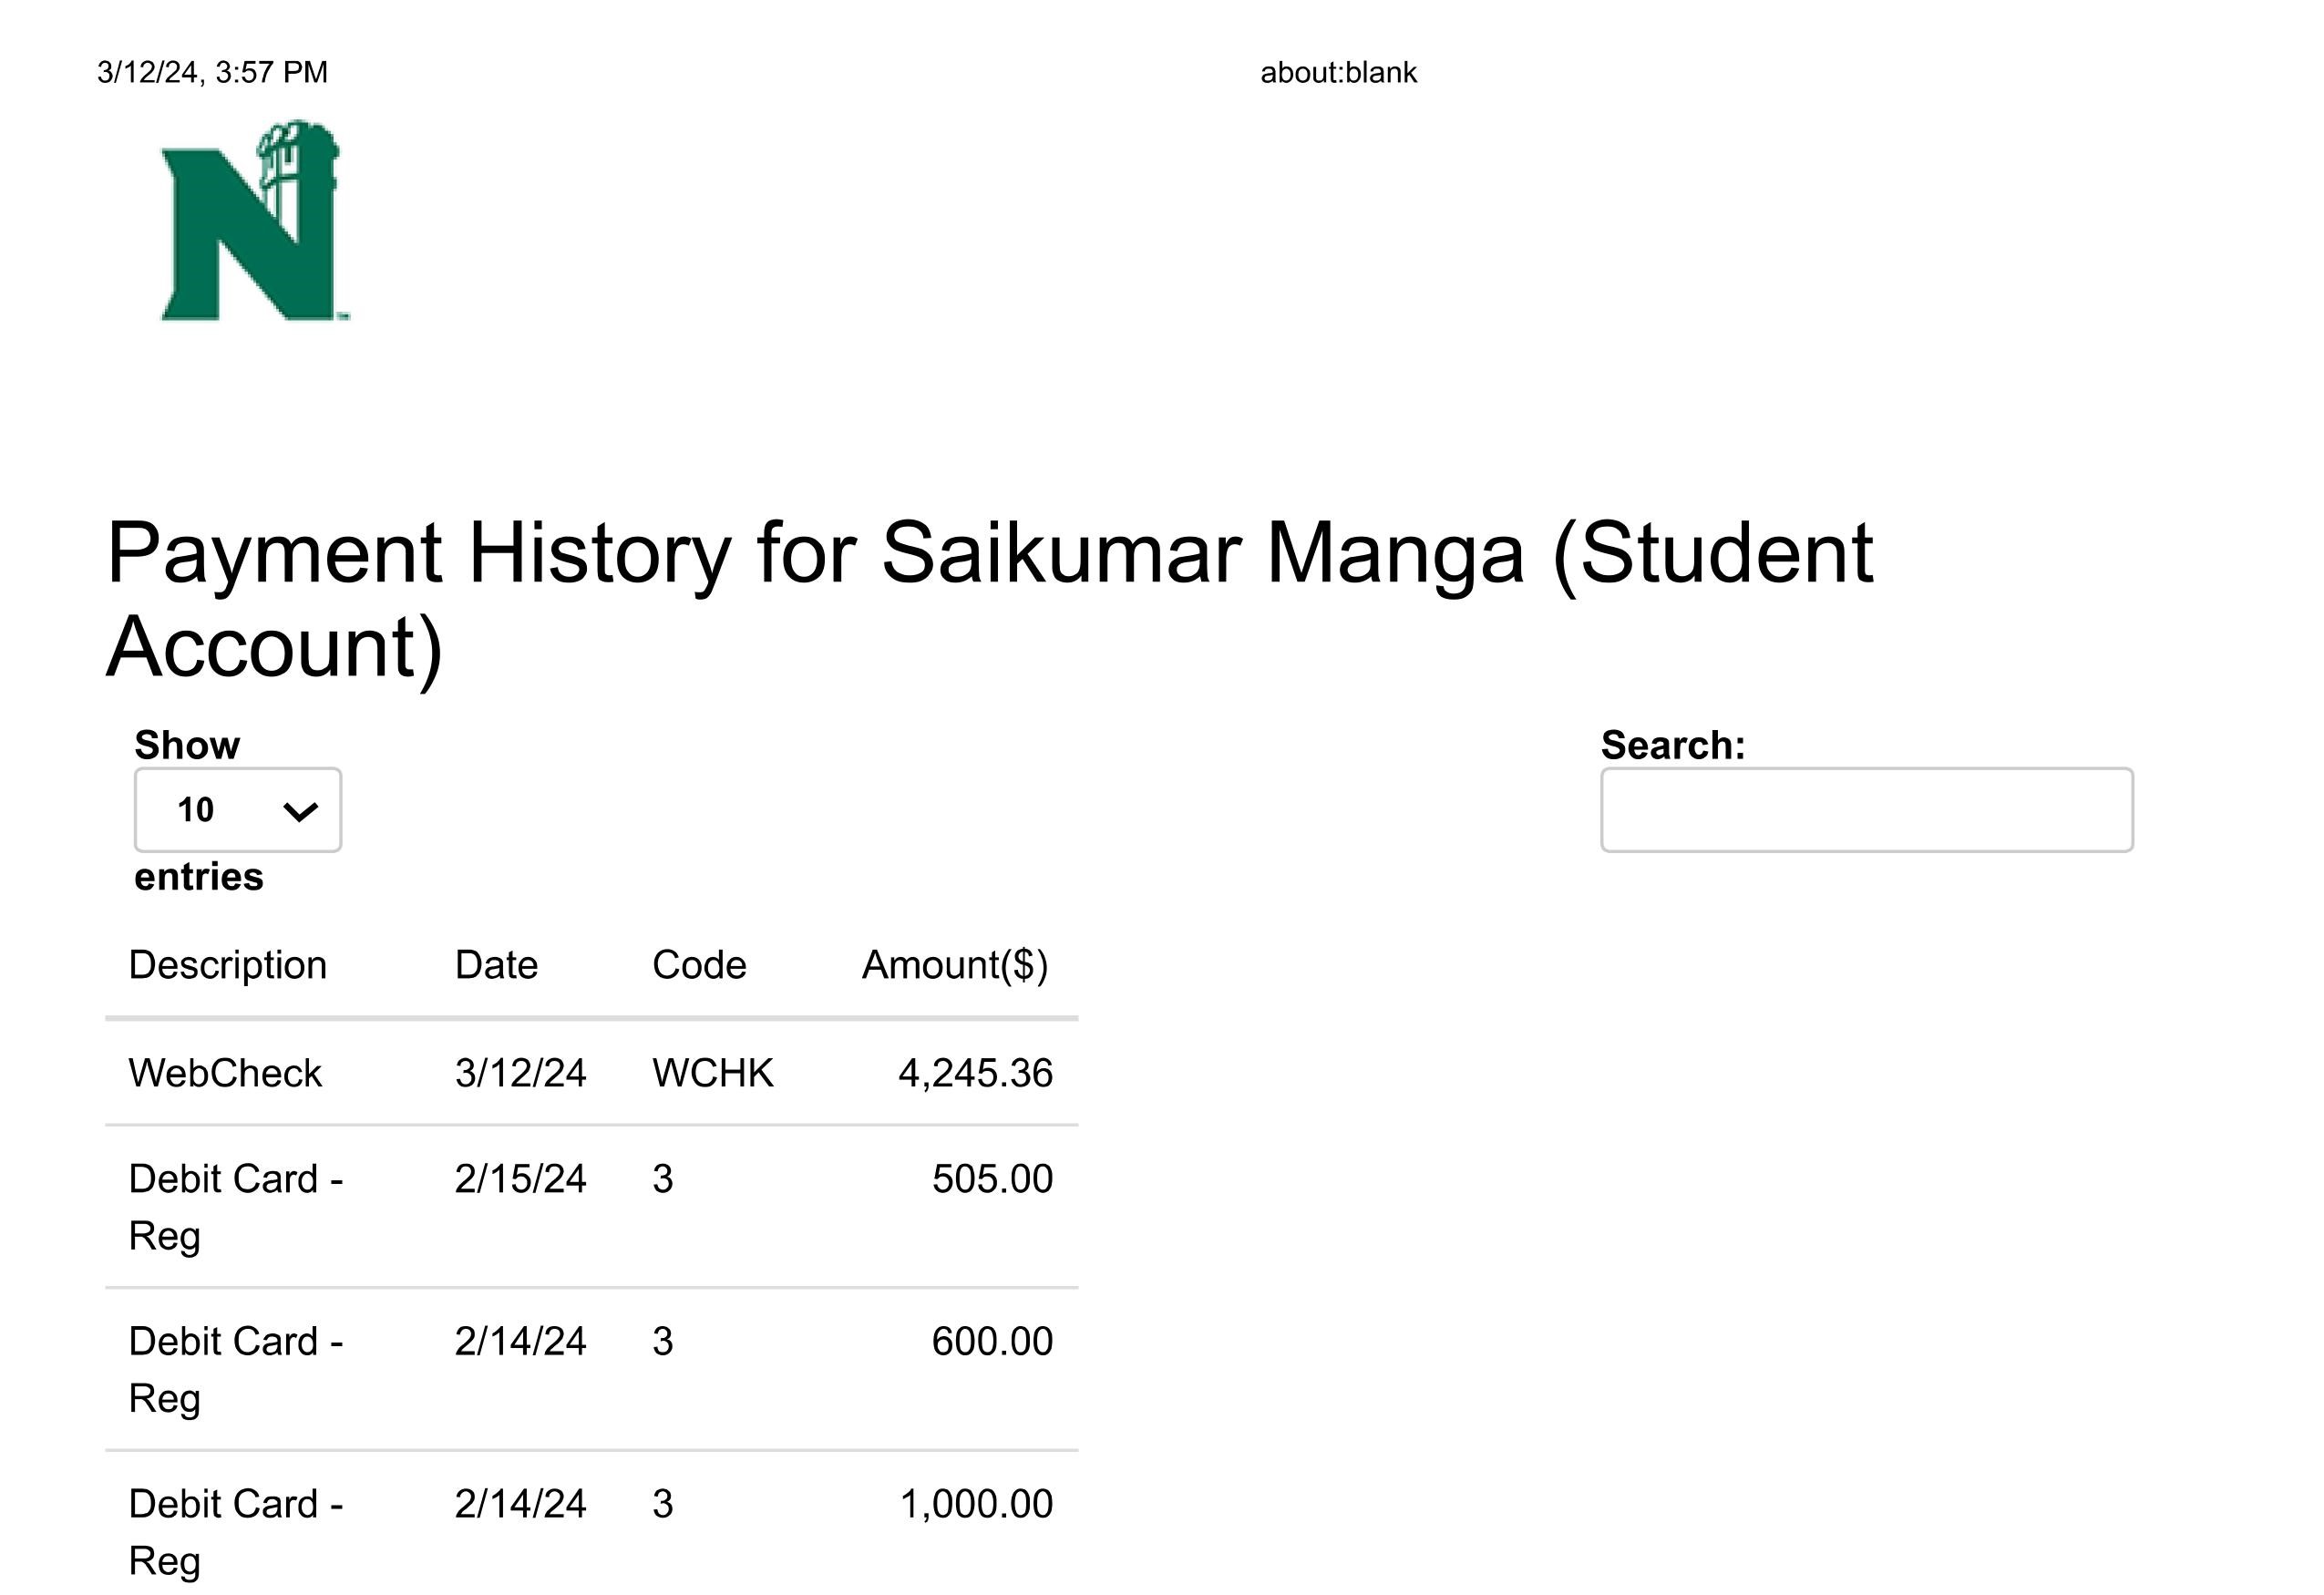 3/12/24, 3:57 PM about:blank
N
Payment History for Saikumar Manga (Student
Account)
Show Search:
10
entries
Description Date Code Amount($)
WebCheck 3/12/24 WCHK 4,245.36
Debit Card - 2/15/24 3 505.00
Reg
Debit Card - 2/14/24 3 600.00
Reg
Debit Card - 2/14/24 3 1,000.00
Reg